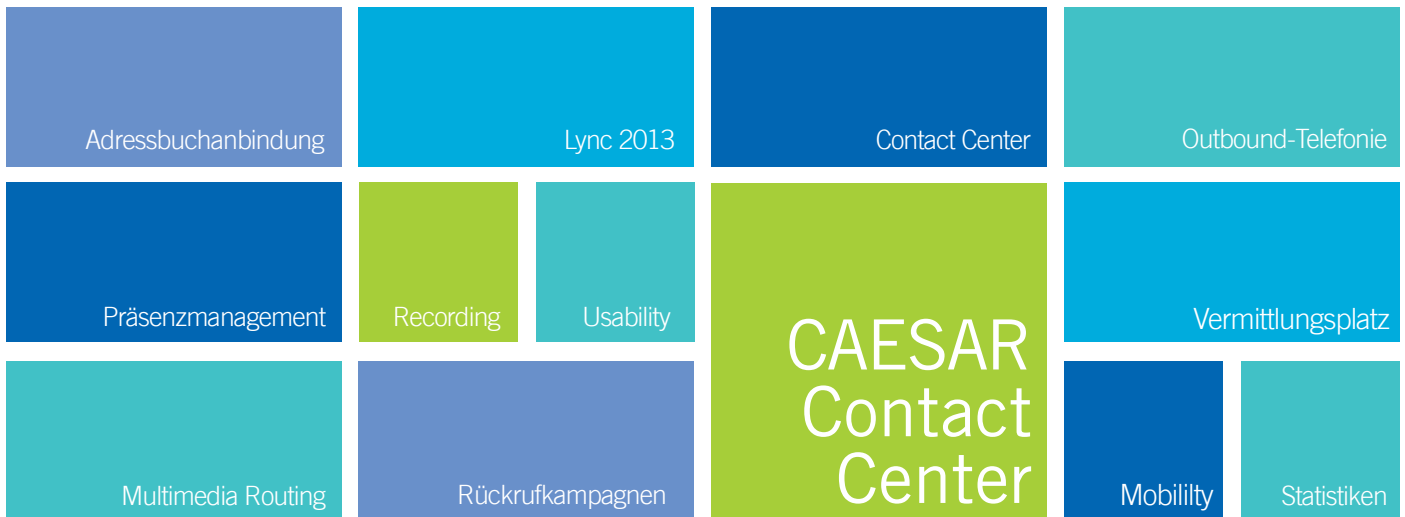 Adressbuchanbindung
Lync 2013
Contact Center
Outbound-Telefonie
Präsenzmanagement
Recording
Usability
CAESAR
Contact
Center
Vermittlungsplatz
Multimedia Routing
Rückrufkampagnen
Mobililty
Statistiken